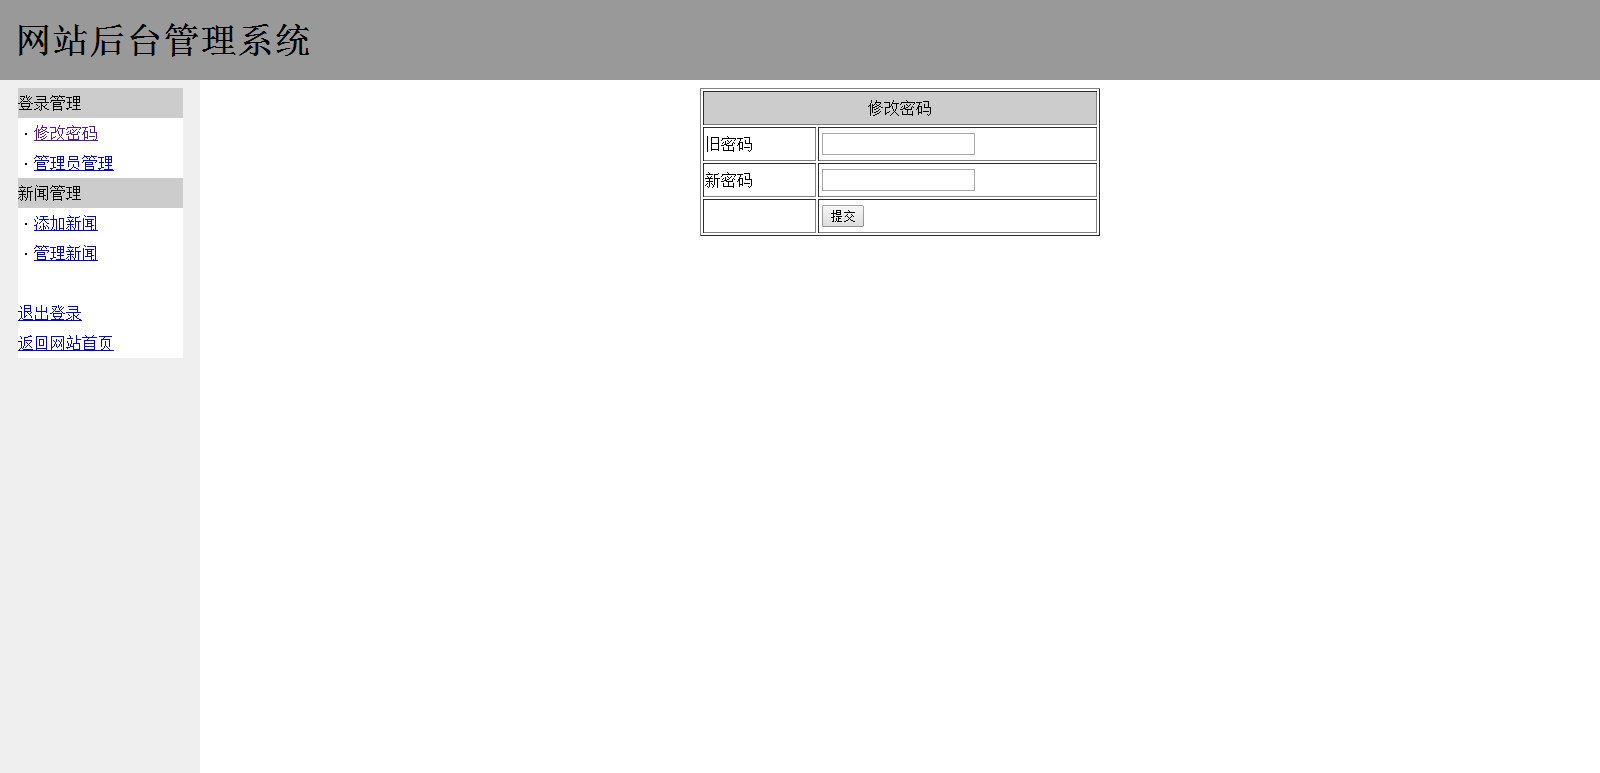 网站后台管理系统
登录管理
· 修改密码
· 管理员管理
新闻管理
· 添加新闻
· 管理新闻
退出登录
返回网站首页
修改密码
旧密码
新密码
提交